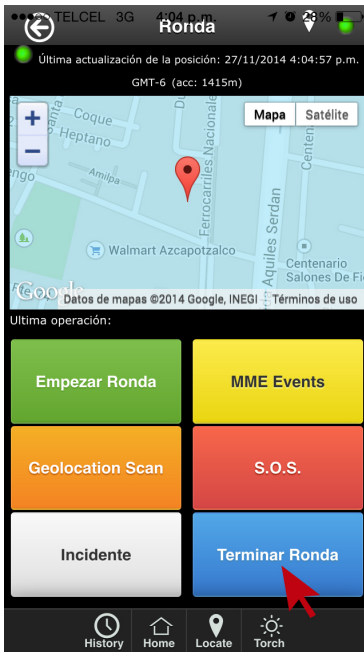 TELCEL 3G 4:04 p.m. 28%
Ronda
Última actualización de la posición: 27/11/2014 4:04:57 p.m.
GMT-6 (acc: 1415m)
+
−
Mapa Satélite
Coque
Heptano
Amilpa
Ferrocarriles Nacionale
Centen
Aquiles Serdan
Walmart Azcapotzalco
Centenario
Salones De Fi
Google
Datos de mapas ©2014 Google, INEGI Términos de uso
Ultima operación:
Empezar Ronda
MME Events
Geolocation Scan
S.O.S.
Incidente
Terminar Ronda
History Home Locate Torch